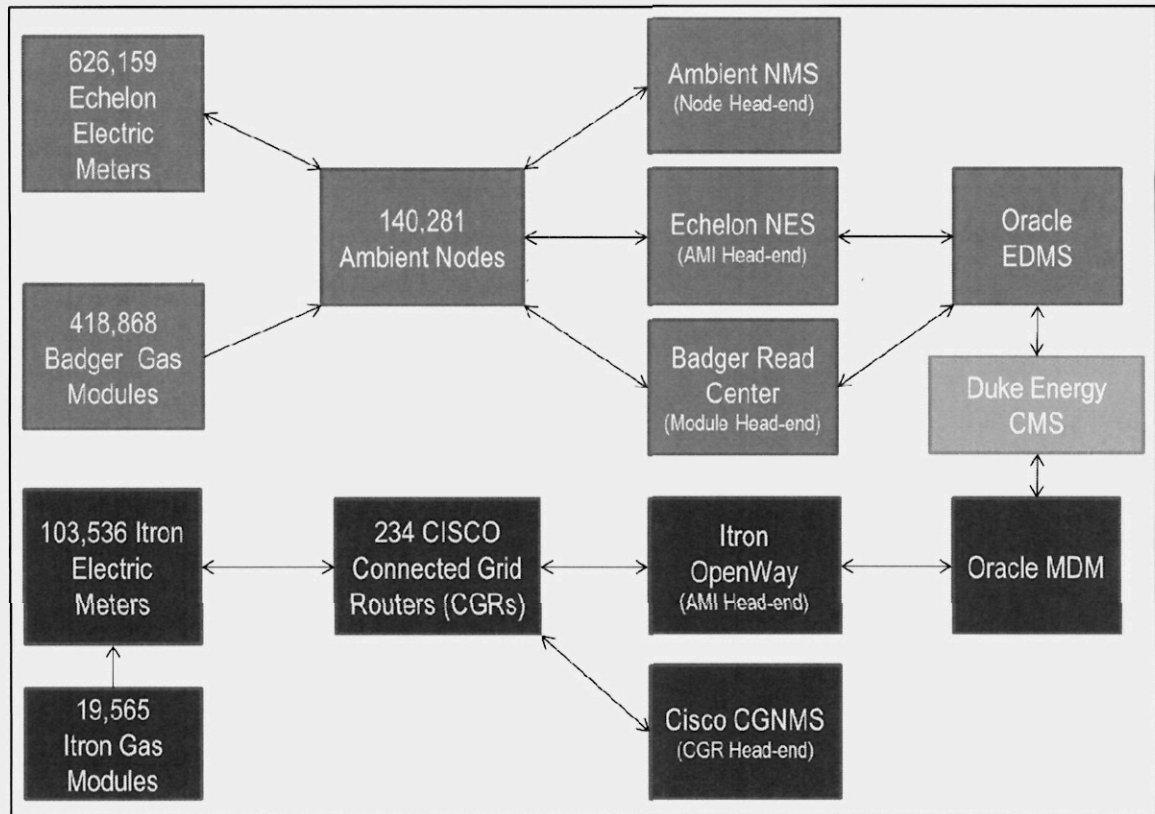 626,159
Echelon
Electric
Meters
418,868
Badger Gas
Modules
140,281
Ambient Nodes
Ambient NMS
(Node Head-end)
Echelon NES
(AMI Head-end)
Badger Read
Center
(Module Head-end)
Oracle
EDMS
Duke Energy
CMS
103,536 Itron
Electric
Meters
19,565
Itron Gas
Modules
234 CISCO
Connected Grid
Routers (CGRs)
Itron
OpenWay
(AMI Head-end)
Cisco CGNMS
(CGR Head-end)
Oracle MDM